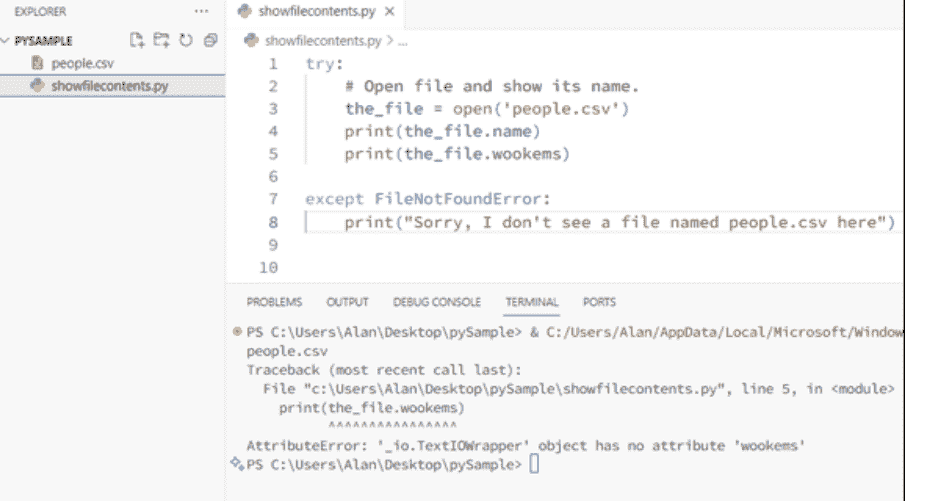 EXPLORER ...
PYSAMPLE
people.csv
showfilecontents.py
showfilecontents.py ×
showfilecontents.py > ...
1 try:
2     # Open file and show its name.
3     the_file = open('people.csv')
4     print(the_file.name)
5     print(the_file.wookems)
6
7 except FileNotFoundError:
8     print("Sorry, I don't see a file named people.csv here")
9
10
PROBLEMS OUTPUT DEBUG CONSOLE TERMINAL PORTS
PS C:\Users\Alan\Desktop\pySample> & C:/Users/Alan/AppData/Local/Microsoft/Window
people.csv
Traceback (most recent call last):
  File "c:\Users\Alan\Desktop\pySample\showfilecontents.py", line 5, in <module>
    print(the_file.wookems)
          ^^^^^^^^^^^^^^^^
AttributeError: '_io.TextIOWrapper' object has no attribute 'wookems'
PS C:\Users\Alan\Desktop\pySample>